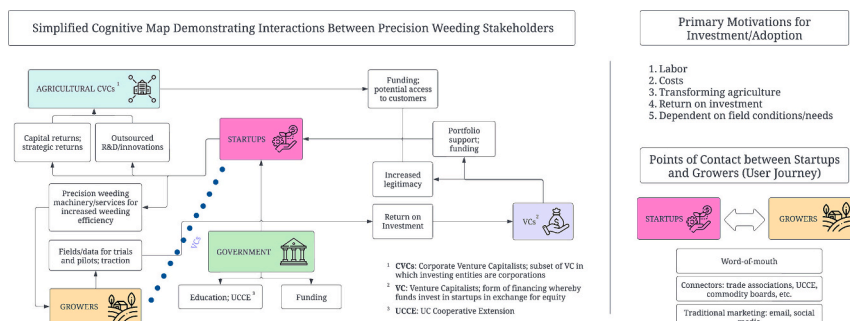 Simplified Cognitive Map Demonstrating Interactions Between Precision Weeding Stakeholders
AGRICULTURAL CVCs 1
Funding;
potential access
to customers
Capital returns;
strategic returns
Outsourced
R&D/innovations
STARTUPS
Portfolio
support;
funding
Increased
legitimacy
Precision weeding
machinery/services for
increased weeding
efficiency
Return on
Investment
VCs 2
VCs
Fields/data for trials
and pilots; traction
GOVERNMENT
GROWERS
Education; UCCE 3
Funding
1 CVCs: Corporate Venture Capitalists; subset of VC in
which investing entities are corporations
2 VC: Venture Capitalists; form of financing whereby
funds invest in startups in exchange for equity
3 UCCE: UC Cooperative Extension
Primary Motivations for
Investment/Adoption
1. Labor
2. Costs
3. Transforming agriculture
4. Return on investment
5. Dependent on field conditions/needs
Points of Contact between Startups
and Growers (User Journey)
STARTUPS
GROWERS
Word-of-mouth
Connectors: trade associations, UCCE,
commodity boards, etc.
Traditional marketing: email, social
media